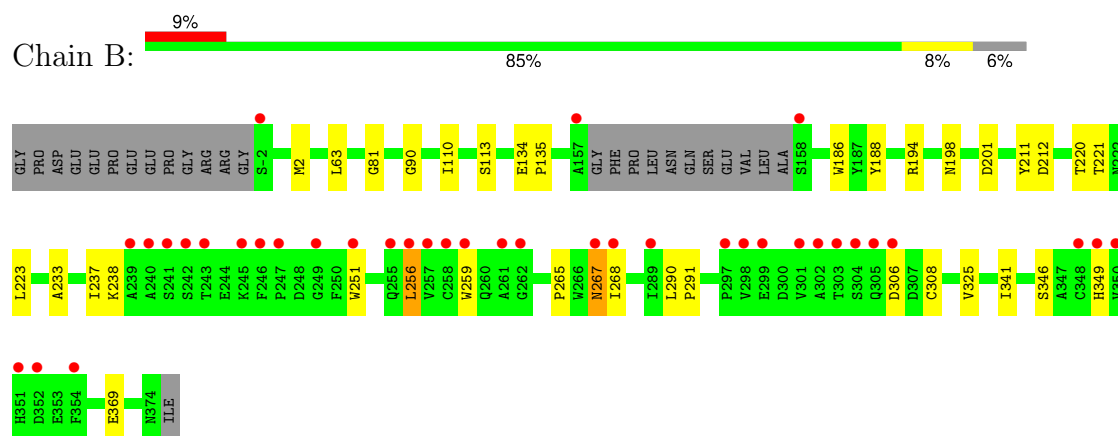 9%
Chain B:
85% 8% 6%
GLY PRO ASP GLU GLU PRO GLU GLU PRO GLY ARG ARG GLY S-2 M2 L63 G81 G90 I110 S113 E134 P135 A157 GLY PHE PRO LEU ASN GLN SER GLU VAL LEU ALA S158 W186 Y187 Y188 R194 N198 D201 Y211 D212 T220 T221 N222
L223 A233 I237 K238 A239 A240 S241 S242 T243 E244 K245 F246 P247 D248 G249 F250 W251 Q255 L256 V257 C258 W259 Q260 A261 G262 P265 W266 N267 I268 I289 L290 P291 P297 V298 E299 D300 V301 A302 T303 S304 Q305 D306 D307 C308 V325 I341 S346 A347 C348 H349 V350
H351 D352 E353 F354 E369 N374 ILE